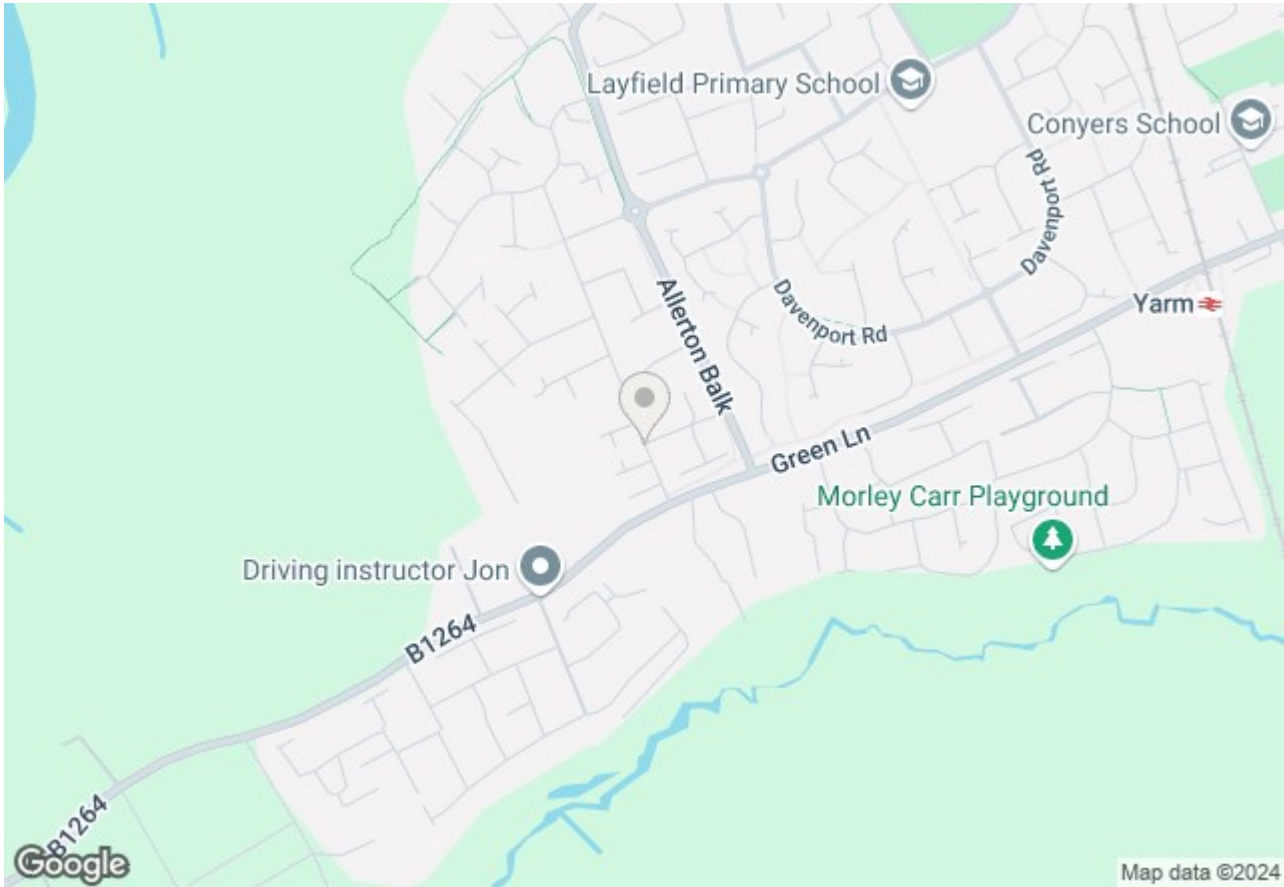 Layfield Primary School
Conyers School
Davenport Rd
Allerton Balk
Davenport Rd
Yarm
Green Ln
Morley Carr Playground
Driving instructor Jon
B1264
B1264
Google
Map data ©2024